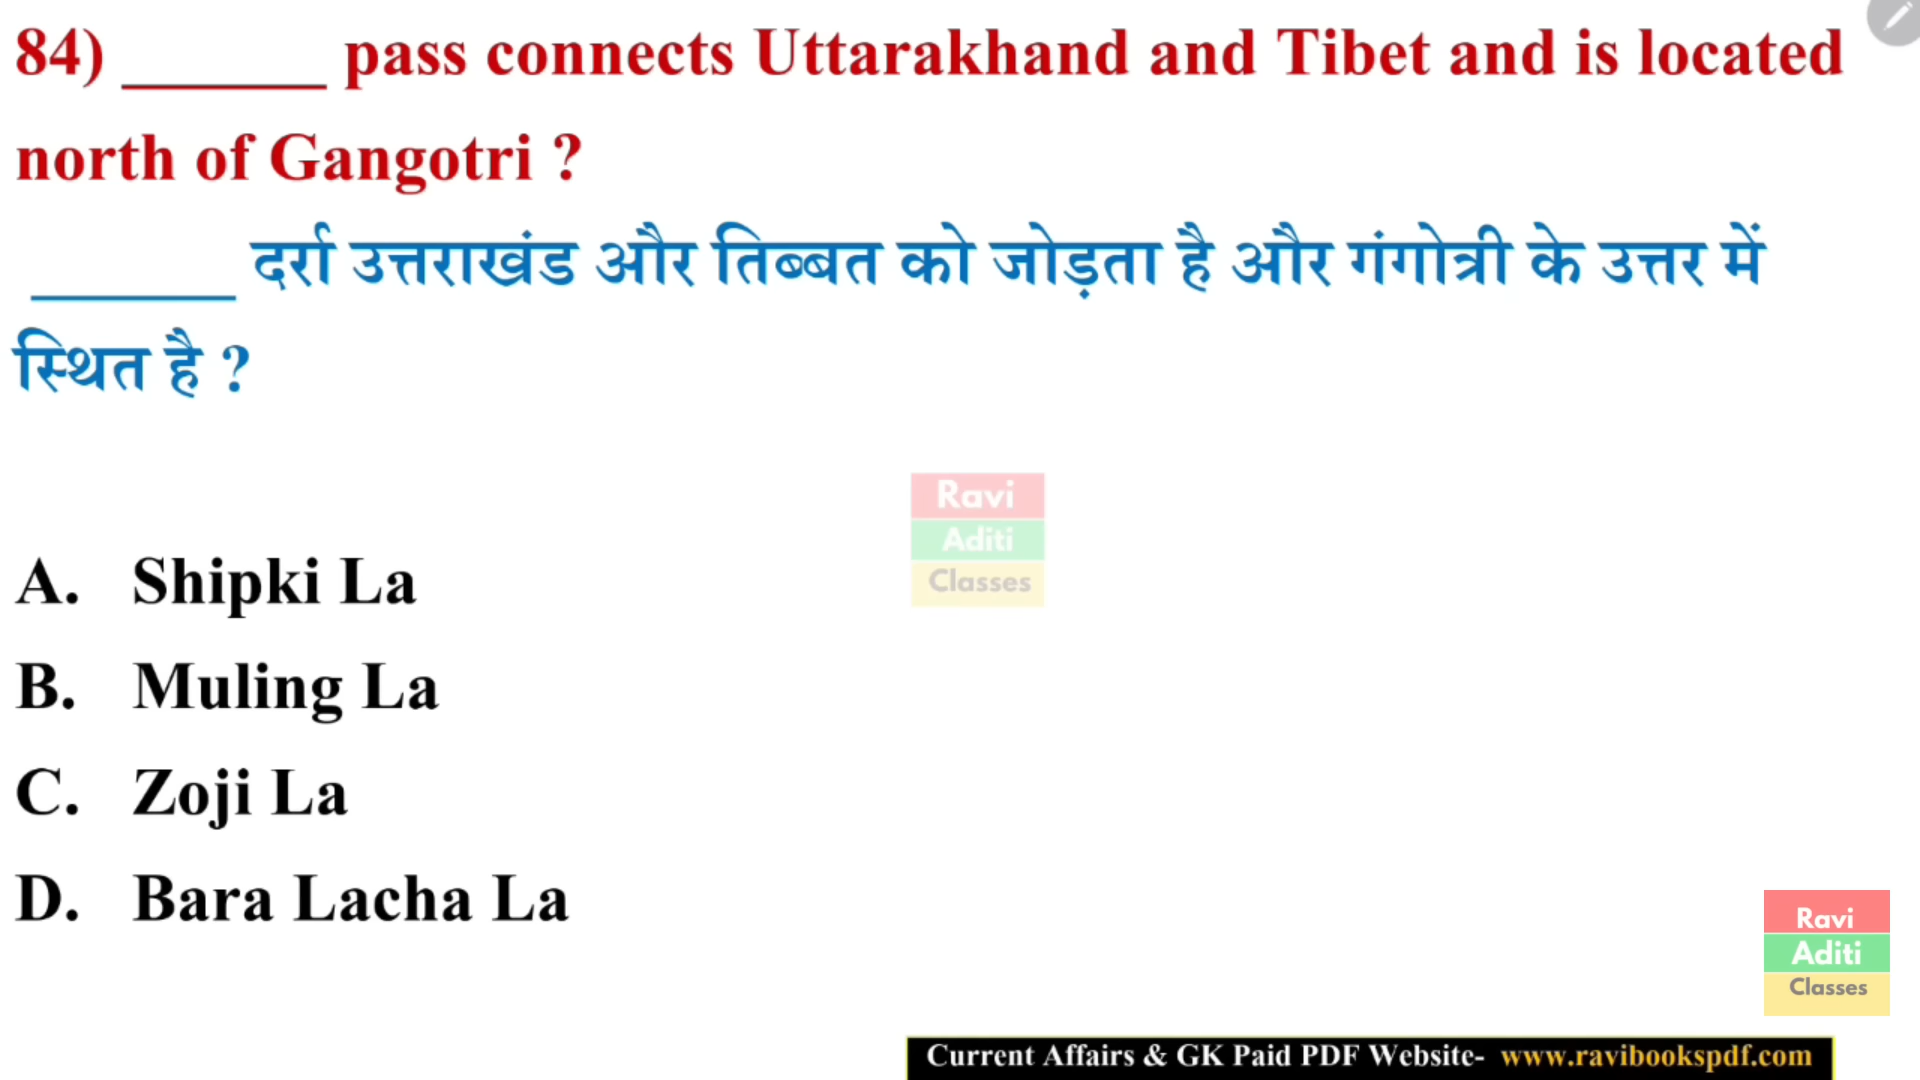 84) ______ pass connects Uttarakhand and Tibet and is located
north of Gangotri ?
______ दर्रा उत्तराखंड और तिब्बत को जोड़ता है और गंगोत्री के उत्तर में
स्थित है ?
Ravi
Aditi
Classes
A. Shipki La
B. Muling La
C. Zoji La
D. Bara Lacha La
Ravi
Aditi
Classes
Current Affairs & GK Paid PDF Website- www.ravibookspdf.com